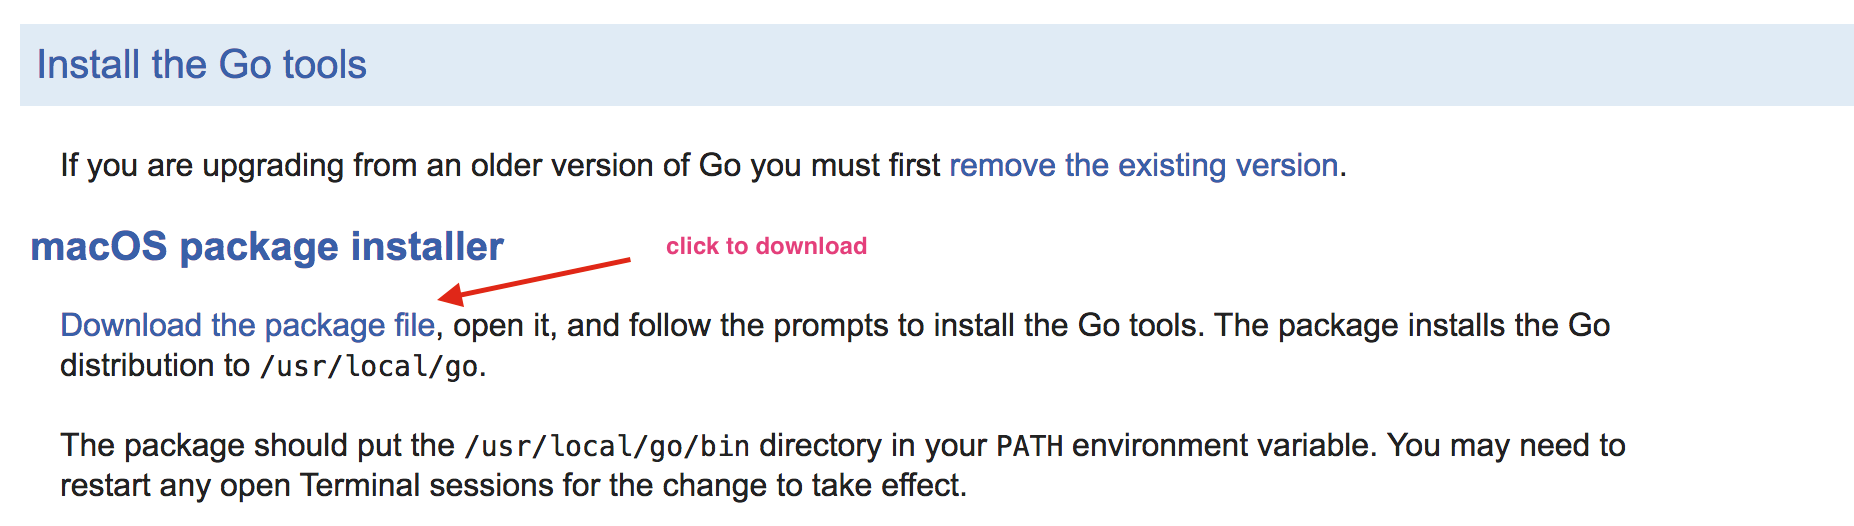 Install the Go tools
If you are upgrading from an older version of Go you must first remove the existing version.
macOS package installer
click to download
Download the package file, open it, and follow the prompts to install the Go tools. The package installs the Go
distribution to /usr/local/go.
The package should put the /usr/local/go/bin directory in your PATH environment variable. You may need to
restart any open Terminal sessions for the change to take effect.